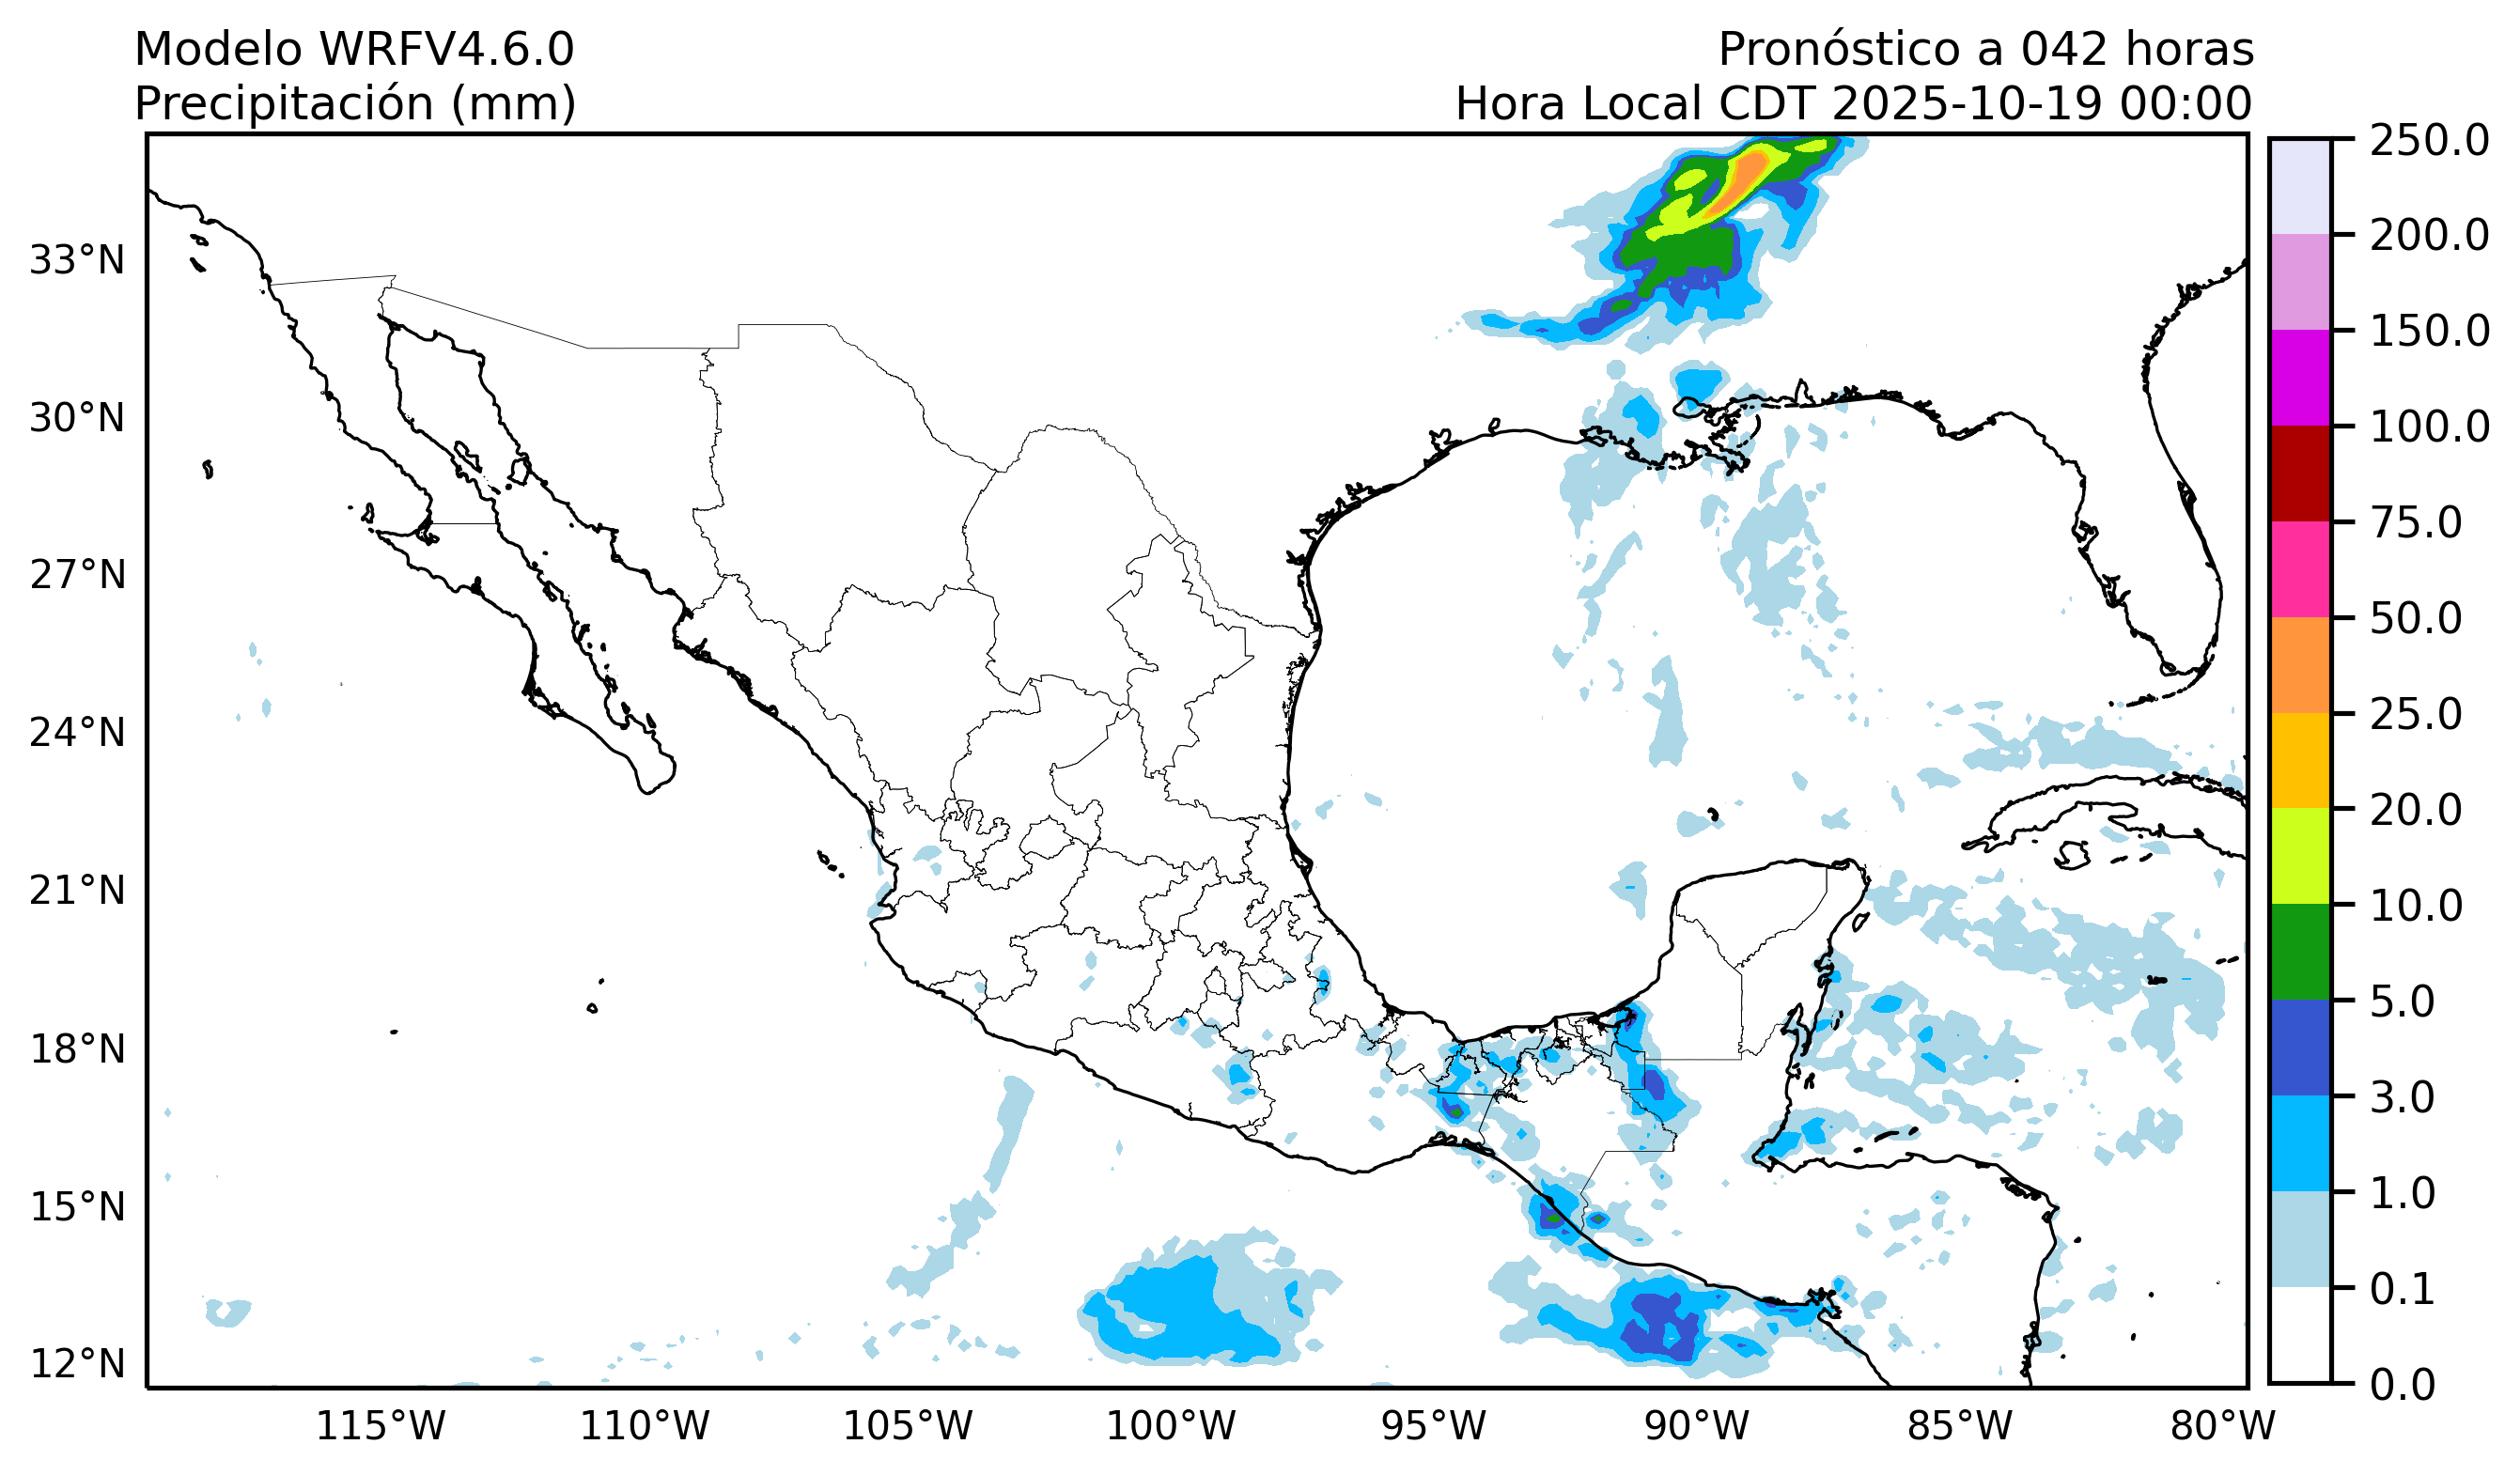 Modelo WRFV4.6.0
Precipitación (mm)
Pronóstico a 042 horas
Hora Local CDT 2025-10-19 00:00
33°N
30°N
27°N
24°N
21°N
18°N
15°N
12°N
115°W
110°W
105°W
100°W
95°W
90°W
85°W
80°W
250.0
200.0
150.0
100.0
75.0
50.0
25.0
20.0
10.0
5.0
3.0
1.0
0.1
0.0